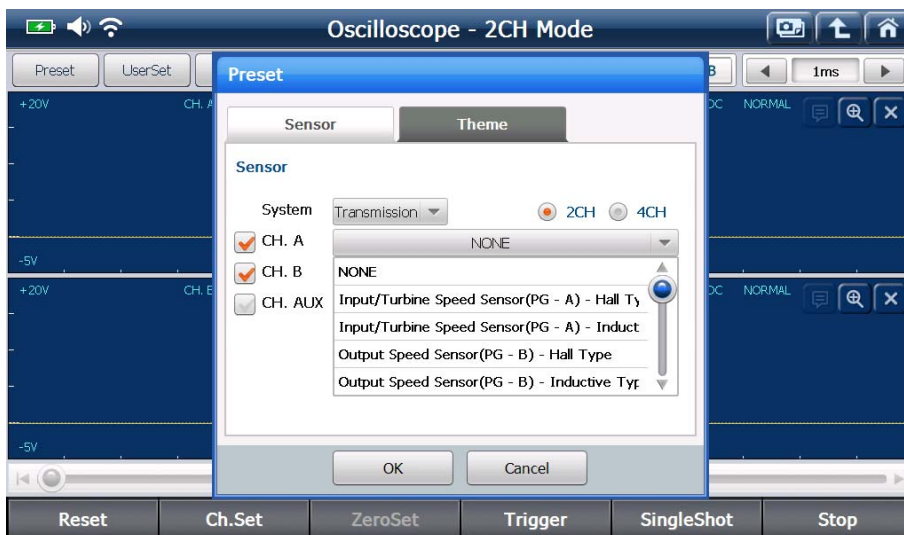 Oscilloscope - 2CH Mode
Preset
UserSet
B
1ms
Preset
Sensor
Theme
Sensor
System
Transmission
2CH
4CH
CH. A
NONE
CH. B
CH. AUX
NONE
Input/Turbine Speed Sensor(PG - A) - Hall Ty
Input/Turbine Speed Sensor(PG - A) - Induct
Output Speed Sensor(PG - B) - Hall Type
Output Speed Sensor(PG - B) - Inductive Typ
OK
Cancel
+20V
CH. A
DC
NORMAL
-5V
+20V
CH. B
DC
NORMAL
-5V
Reset
Ch.Set
ZeroSet
Trigger
SingleShot
Stop